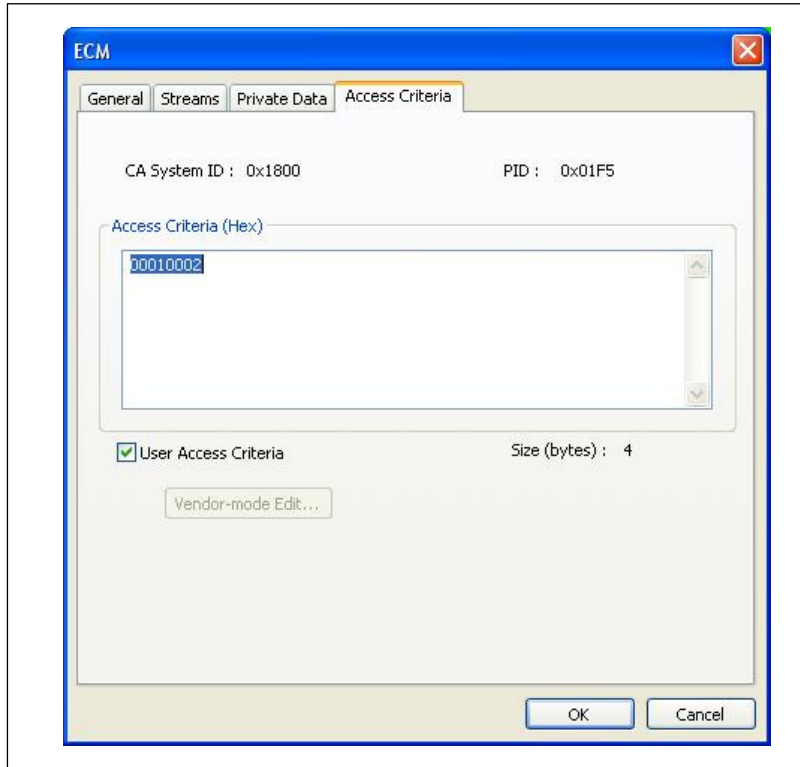 ECM
General Streams Private Data Access Criteria
CA System ID : 0x1800 PID : 0x01F5
Access Criteria (Hex)
00010002
User Access Criteria Size (bytes) : 4
Vendor-mode Edit...
OK Cancel